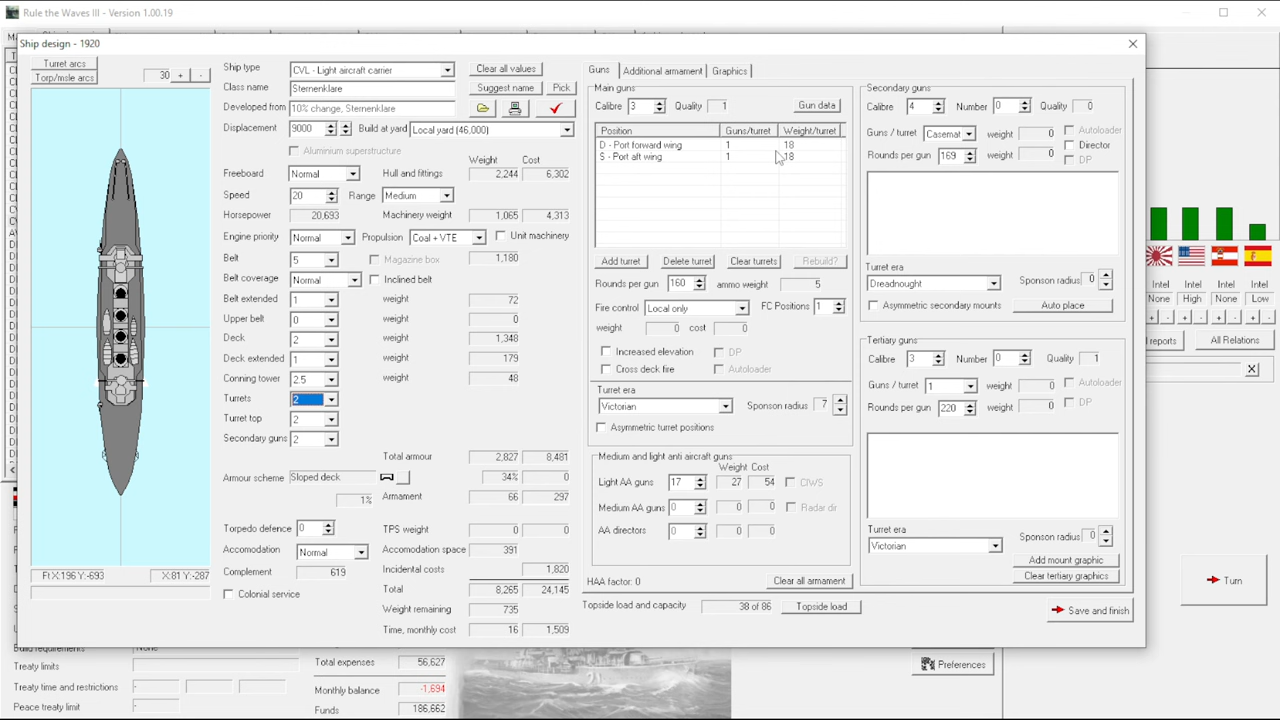 Rule the Waves III - Version 1.00.19
Ship design - 1920
Turret arcs
Torp/msle arcs
30 + -
Ft:X:196 Y:-693
X:81 Y:-287
Ship type CVL - Light aircraft carrier Clear all values
Class name Sternenklare Suggest name Pick
Developed from 10% change, Sternenklare
Displacement 9000 Build at yard Local yard (46,000)
Aluminium superstructure
Weight Cost
Freeboard Normal Hull and fittings 2,244 6,302
Speed 20 Range Medium
Horsepower 20,693 Machinery weight 1,065 4,313
Engine priority Normal Propulsion Coal + VTE Unit machinery
Belt 5 Magazine box 1,180
Belt coverage Normal Inclined belt
Belt extended 1 weight 72
Upper belt 0 weight 0
Deck 2 weight 1,348
Deck extended 1 weight 179
Conning tower 2.5 weight 48
Turrets 2
Turret top 2
Secondary guns 2
Total armour 2,827 8,481
Armour scheme Sloped deck 34% 0
1% Armament 66 297
Torpedo defence 0 TPS weight 0 0
Accomodation Normal Accomodation space 391
Complement 619 Incidental costs 1,820
Colonial service Total 8,265 24,145
Weight remaining 735
Time, monthly cost 16 1,509
Guns Additional armament Graphics
Main guns
Calibre 3 Quality 1 Gun data
Position Guns/turret Weight/turret
D - Port forward wing 1 18
S - Port aft wing 1 18
Add turret Delete turret Clear turrets Rebuild?
Rounds per gun 160 ammo weight 5
Fire control Local only FC Positions 1
weight 0 cost 0
Increased elevation DP
Cross deck fire Autoloader
Turret era
Victorian Sponson radius 7
Asymmetric turret positions
Medium and light anti aircraft guns
Weight Cost
Light AA guns 17 27 54 CIWS
Medium AA guns 0 0 0 Radar dir
AA directors 0 0 0
HAA factor: 0 Clear all armament
Topside load and capacity 38 of 86 Topside load
Secondary guns
Calibre 4 Number 0 Quality 0
Guns / turret Casemat weight 0 Autoloader
Director
Rounds per gun 169 weight 0 DP
Turret era
Dreadnought Sponson radius 0
Asymmetric secondary mounts Auto place
Tertiary guns
Calibre 3 Number 0 Quality 1
Guns / turret 1 weight 0 Autoloader
Rounds per gun 220 weight 0 DP
Turret era
Victorian Sponson radius 0
Add mount graphic
Clear tertiary graphics
Save and finish
Intel Intel Intel Intel
None High None Low
+ - + - + - + -
reports All Relations
Turn
Preferences
Treaty limits
Treaty time and restrictions
Peace treaty limit
Total expenses 56,627
Monthly balance -1,694
Funds 186,662